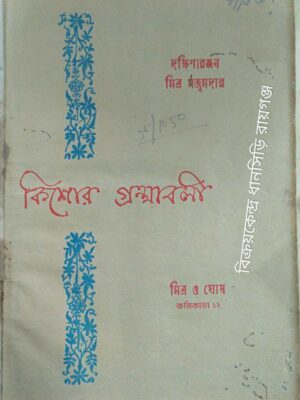 দক্ষিণারঞ্জন
মিত্র মজুমদার
কিশোর গ্রন্থাবলী
মিত্র ও ঘোষ
কলিকাতা ১২
বিক্রয়কেন্দ্র ধানসিড়ি রায়গঞ্জ